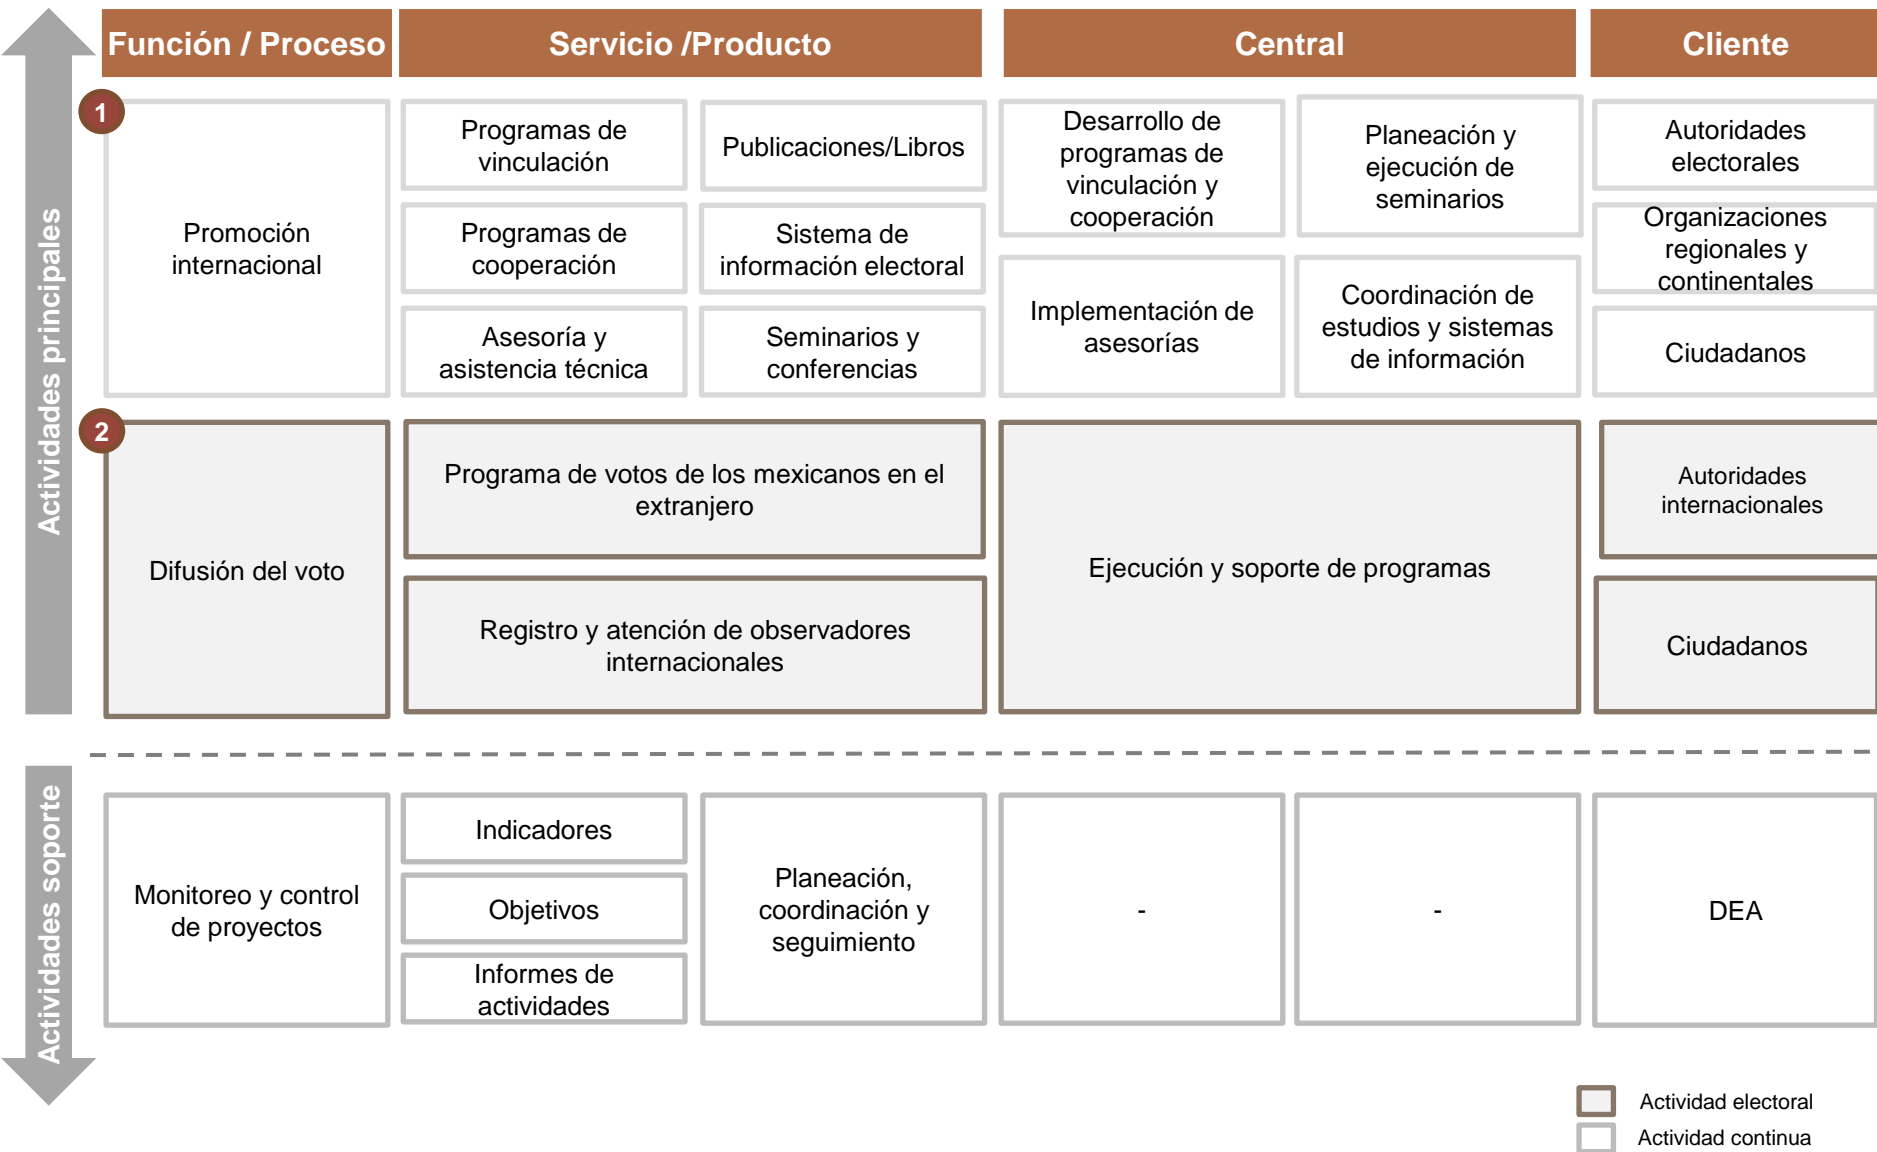 Función / Proceso
Servicio /Producto
Central
Cliente
Actividades principales
1
Promoción
internacional
Programas de
vinculación
Publicaciones/Libros
Programas de
cooperación
Sistema de
información electoral
Asesoría y
asistencia técnica
Seminarios y
conferencias
Desarrollo de
programas de
vinculación y
cooperación
Planeación y
ejecución de
seminarios
Implementación de
asesorías
Coordinación de
estudios y sistemas
de información
Autoridades
electorales
Organizaciones
regionales y
continentales
Ciudadanos
2
Difusión del voto
Programa de votos de los mexicanos en el
extranjero
Registro y atención de observadores
internacionales
Ejecución y soporte de programas
Autoridades
internacionales
Ciudadanos
Actividades soporte
Monitoreo y control
de proyectos
Indicadores
Objetivos
Informes de
actividades
Planeación,
coordinación y
seguimiento
-
-
DEA
Actividad electoral
Actividad continua